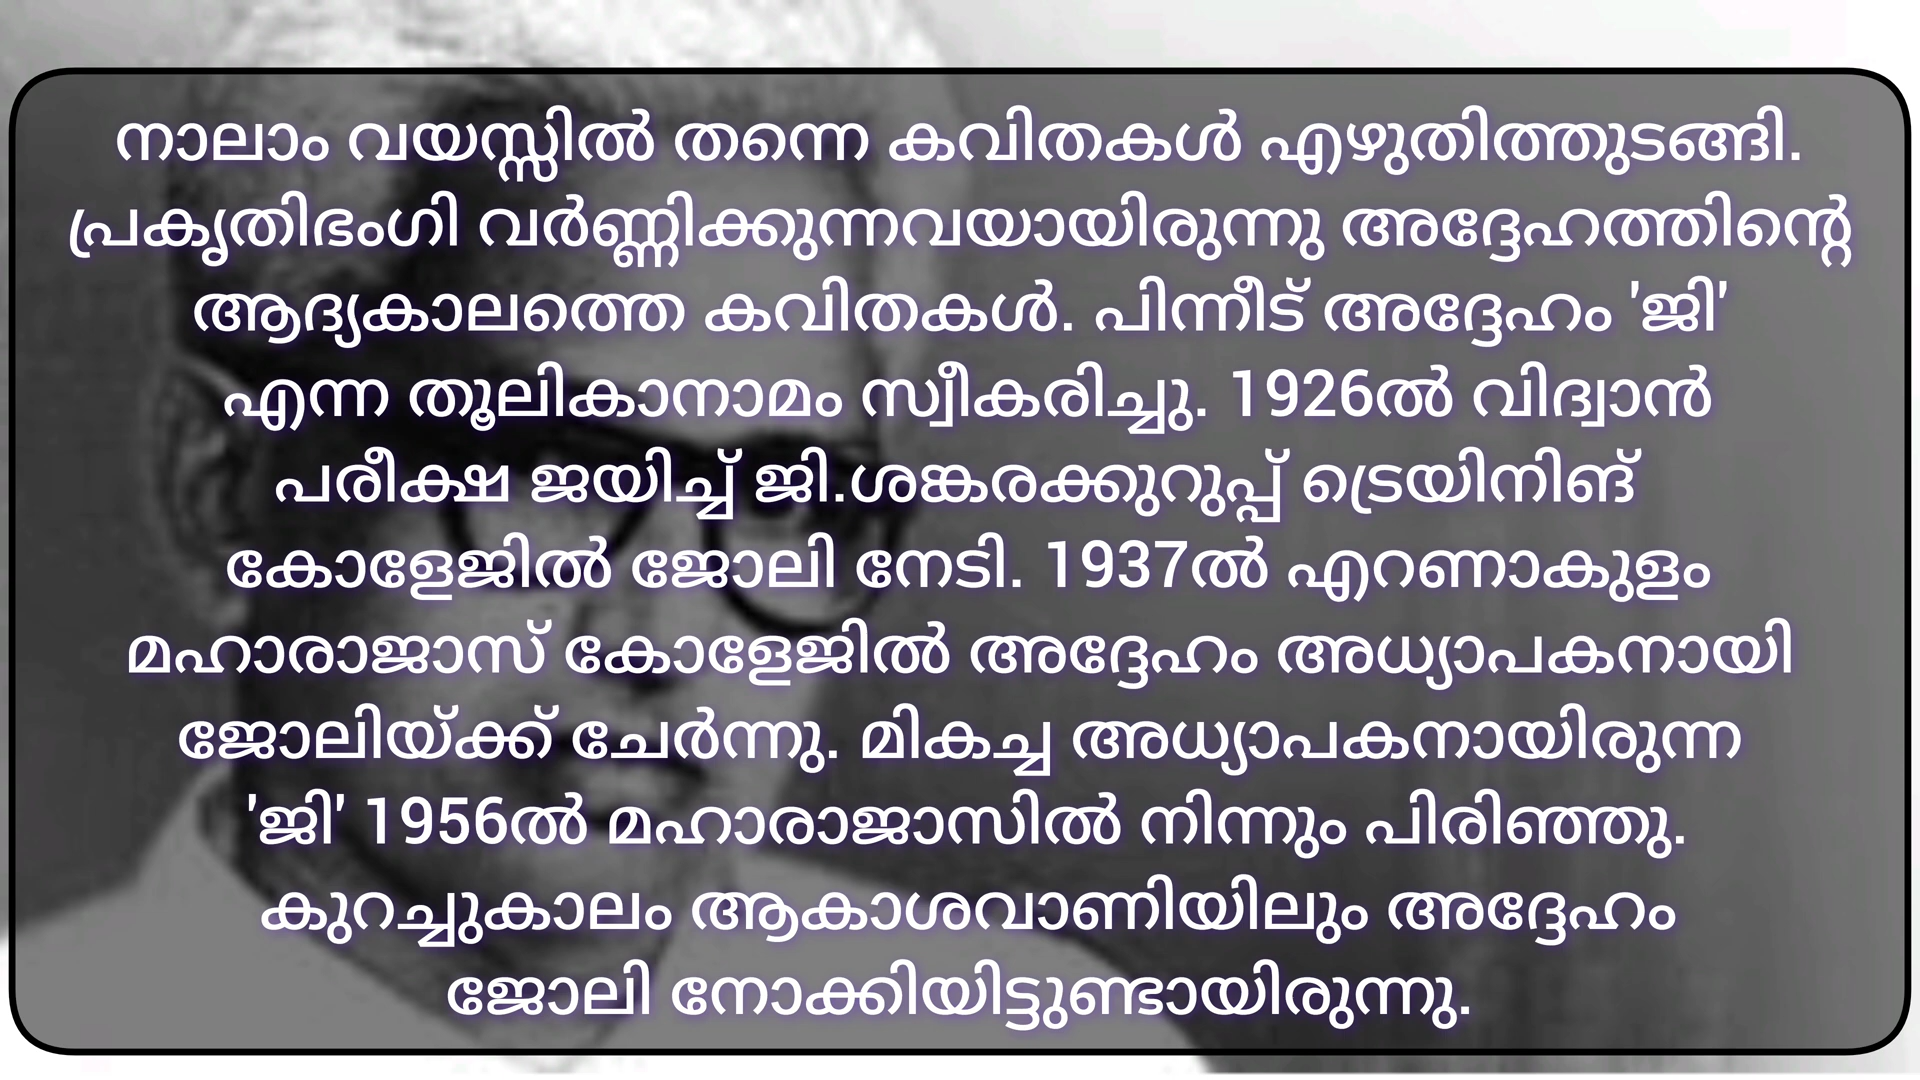 നാലാം വയസ്സിൽ തന്നെ കവിതകൾ എഴുതിത്തുടങ്ങി.
പ്രകൃതിഭംഗി വർണ്ണിക്കുന്നവയായിരുന്നു അദ്ദേഹത്തിന്റെ
ആദ്യകാലത്തെ കവിതകൾ. പിന്നീട് അദ്ദേഹം 'ജി'
എന്ന തൂലികാനാമം സ്വീകരിച്ചു. 1926ൽ വിദ്വാൻ
പരീക്ഷ ജയിച്ച് ജി.ശങ്കരക്കുറുപ്പ് ട്രെയിനിങ്
കോളേജിൽ ജോലി നേടി. 1937ൽ എറണാകുളം
മഹാരാജാസ് കോളേജിൽ അദ്ദേഹം അധ്യാപകനായി
ജോലിയ്ക്ക് ചേർന്നു. മികച്ച അധ്യാപകനായിരുന്ന
'ജി' 1956ൽ മഹാരാജാസിൽ നിന്നും പിരിഞ്ഞു.
കുറച്ചുകാലം ആകാശവാണിയിലും അദ്ദേഹം
ജോലി നോക്കിയിട്ടുണ്ടായിരുന്നു.